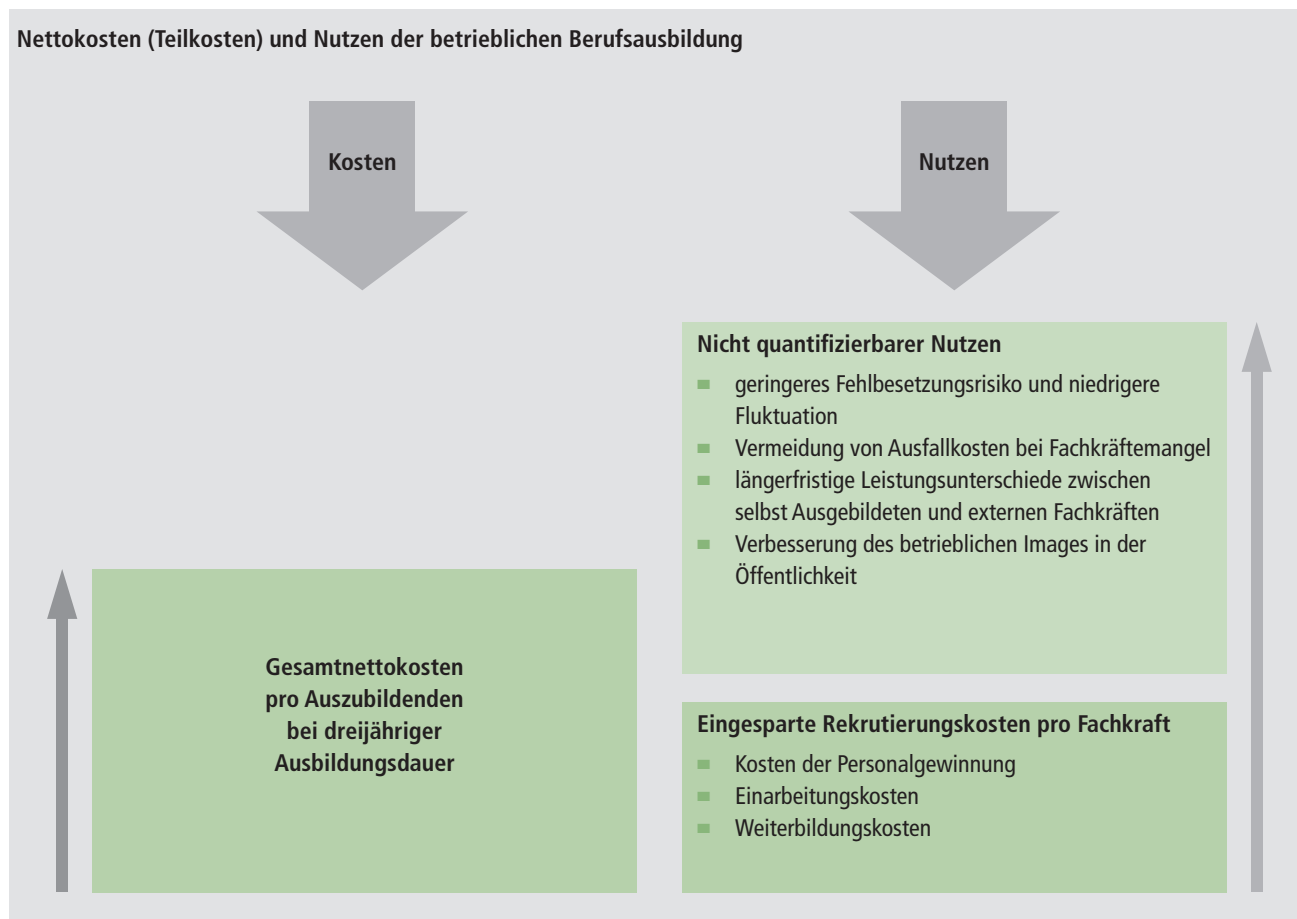 Nettokosten (Teilkosten) und Nutzen der betrieblichen Berufsausbildung
Kosten
Nutzen
Gesamtnettokosten
pro Auszubildenden
bei dreijähriger
Ausbildungsdauer
Nicht quantifizierbarer Nutzen
geringeres Fehlbesetzungsrisiko und niedrigere
Fluktuation
Vermeidung von Ausfallkosten bei Fachkräftemangel
längerfristige Leistungsunterschiede zwischen
selbst Ausgebildeten und externen Fachkräften
Verbesserung des betrieblichen Images in der
Öffentlichkeit
Eingesparte Rekrutierungskosten pro Fachkraft
Kosten der Personalgewinnung
Einarbeitungskosten
Weiterbildungskosten